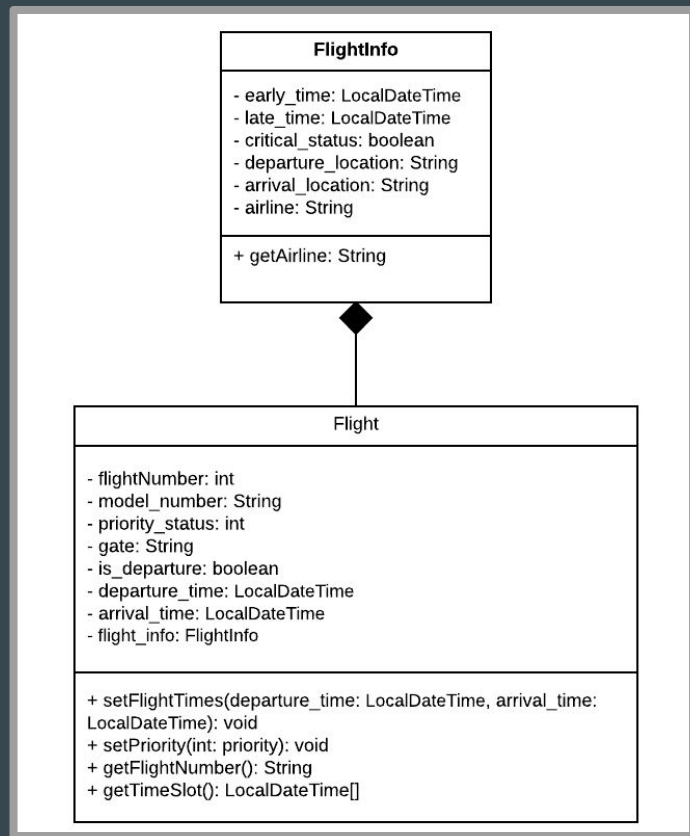 FlightInfo
- early_time: LocalDateTime
- late_time: LocalDateTime
- critical_status: boolean
- departure_location: String
- arrival_location: String
- airline: String
+ getAirline: String
Flight
- flightNumber: int
- model_number: String
- priority_status: int
- gate: String
- is_departure: boolean
- departure_time: LocalDateTime
- arrival_time: LocalDateTime
- flight_info: FlightInfo
+ setFlightTimes(departure_time: LocalDateTime, arrival_time:
LocalDateTime): void
+ setPriority(int: priority): void
+ getFlightNumber(): String
+ getTimeSlot(): LocalDateTime[]